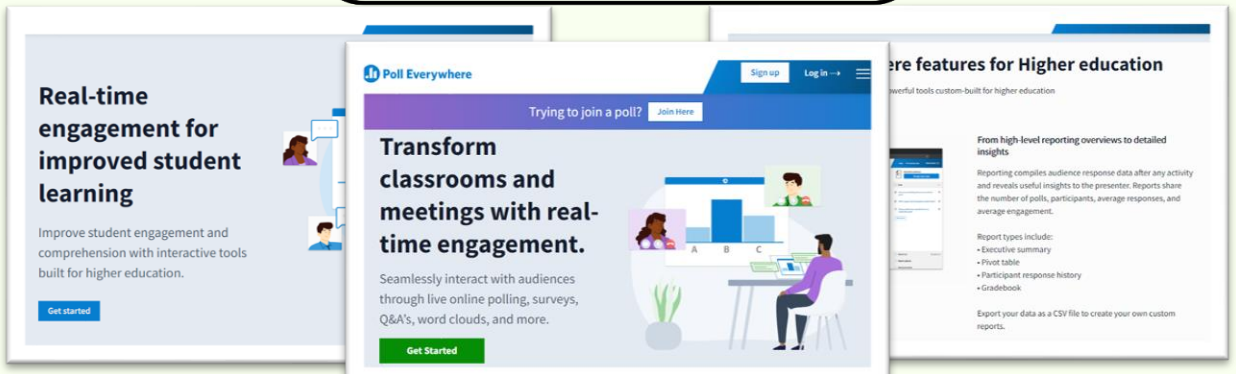 Real-time
engagement for
improved student
learning
Improve student engagement and
comprehension with interactive tools
built for higher education.
Get started
Poll Everywhere
Sign up
Log in →
Trying to join a poll?
Join Here
Transform
classrooms and
meetings with real-
time engagement.
Seamlessly interact with audiences
through live online polling, surveys,
Q&A's, word clouds, and more.
Get Started
A B C
ere features for Higher education
werful tools custom-built for higher education
From high-level reporting overviews to detailed
insights
Reporting compiles audience response data after any activity
and reveals useful insights to the presenter. Reports share
the number of polls, participants, average responses, and
average engagement.
Report types include:
• Executive summary
• Pivot table
• Participant response history
• Gradebook
Export your data as a CSV file to create your own custom
reports.